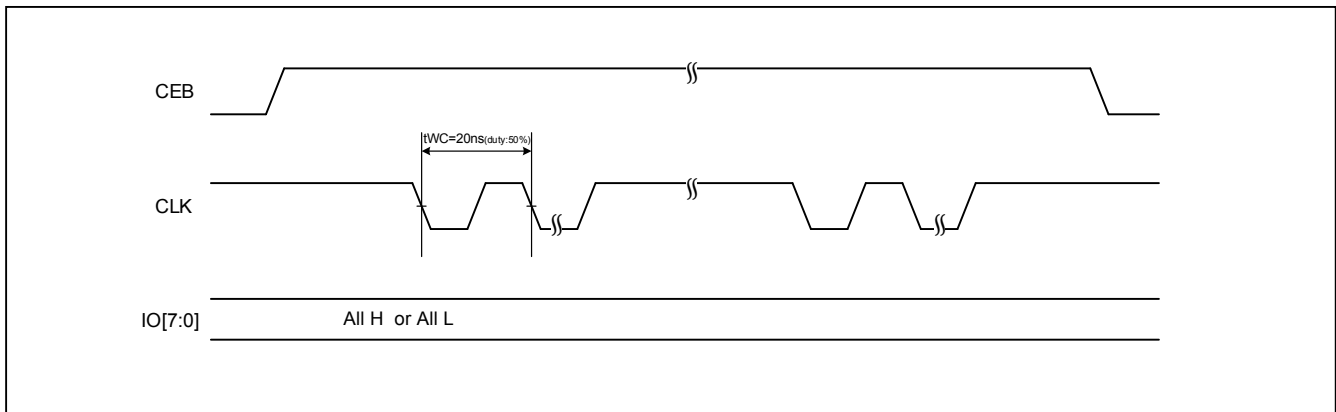 CEB
tWC=20ns(duty:50%)
CLK
IO[7:0]
All H or All L